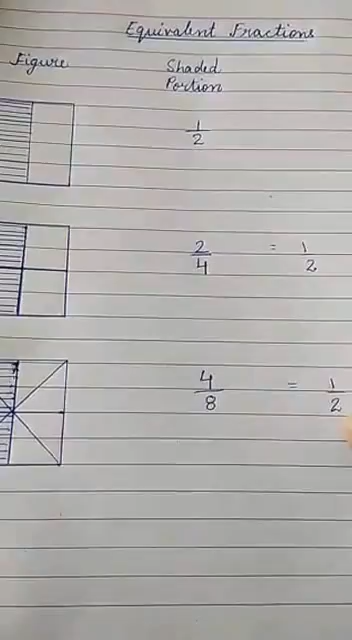 Equivalent Fractions
Figure Shaded
Portion
1/2
2/4 = 1/2
4/8 = 1/2